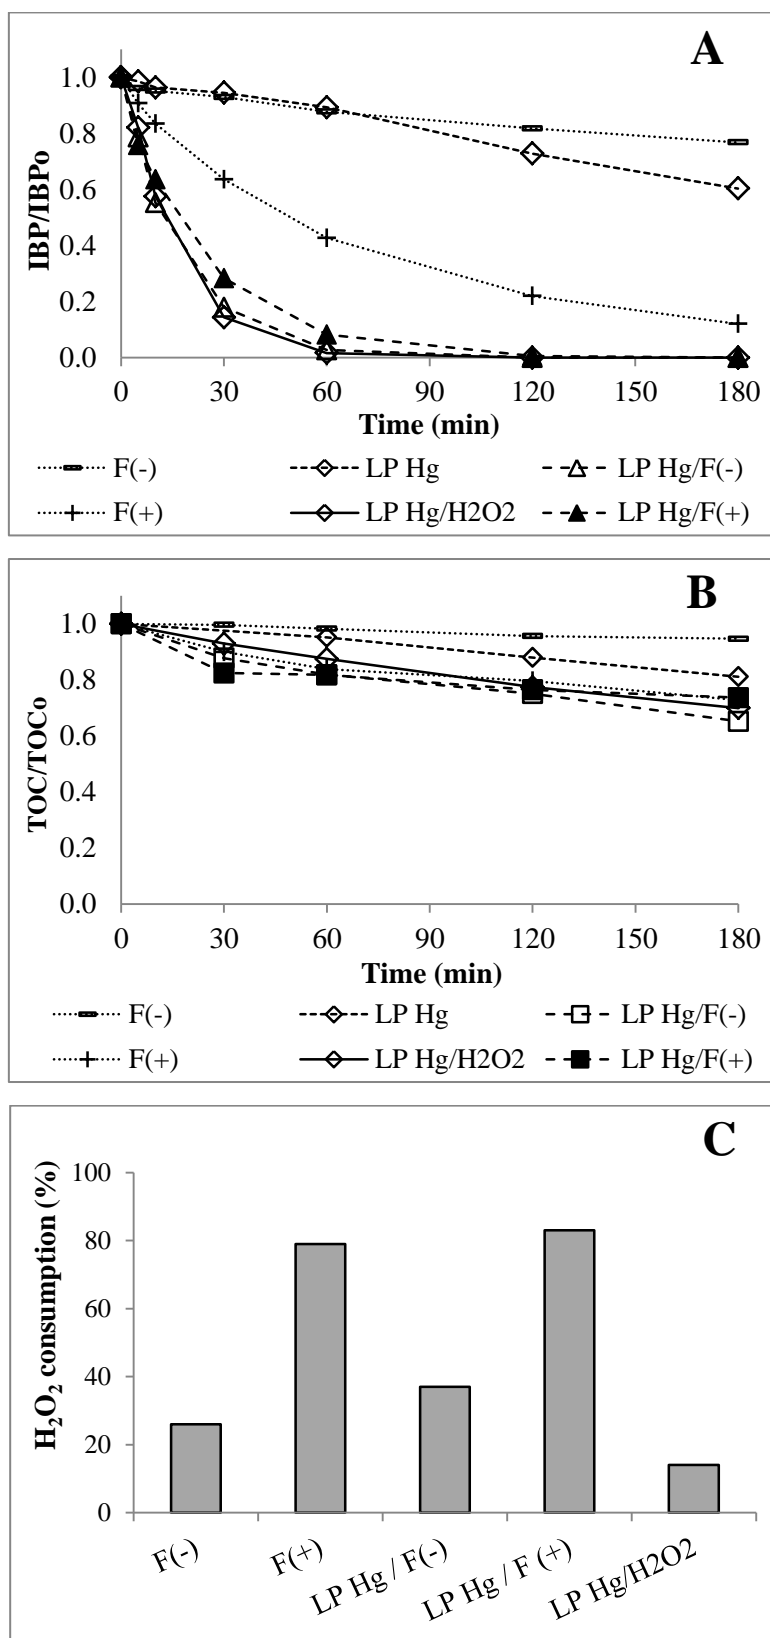 A
IBP/IBPo
1.0
0.8
0.6
0.4
0.2
0.0
0 30 60 90 120 150 180
Time (min)
F(-) LP Hg LP Hg/F(-)
F(+) LP Hg/H2O2 LP Hg/F(+)
B
TOC/TOCo
1.0
0.8
0.6
0.4
0.2
0.0
0 30 60 90 120 150 180
Time (min)
F(-) LP Hg LP Hg/F(-)
F(+) LP Hg/H2O2 LP Hg/F(+)
C
H₂O₂ consumption (%)
100
80
60
40
20
0
F(-) F(+) LP Hg / F(-) LP Hg / F (+) LP Hg/H2O2